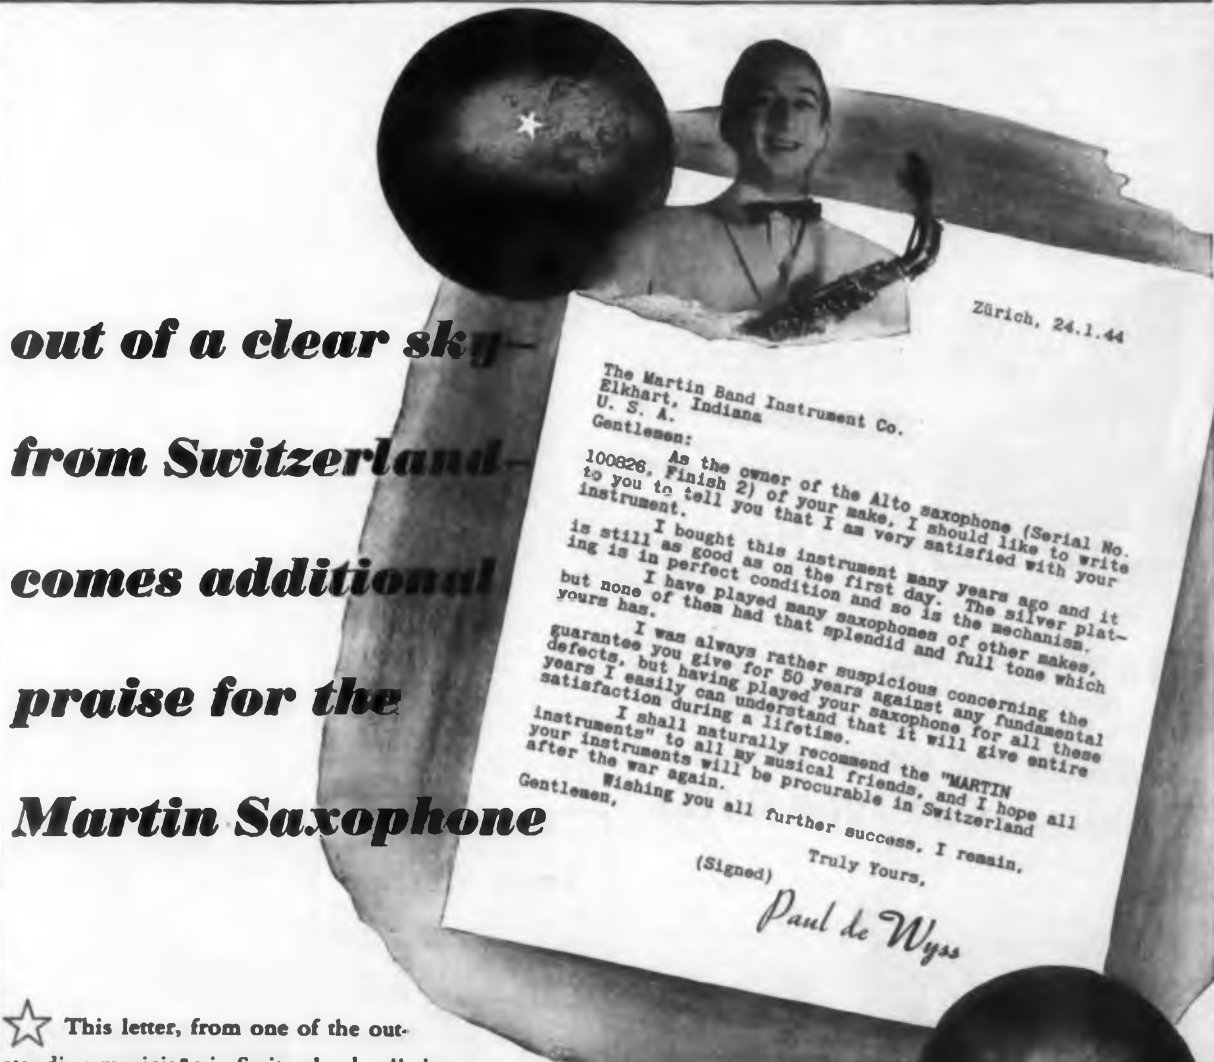 out of a clear sky-
from Switzerland-
comes additional
praise for the
Martin Saxophone
Zürich, 24.1.44
The Martin Band Instrument Co.
Elkhart, Indiana
U. S. A.
Gentlemen:
As the owner of the Alto saxophone (Serial No.
100826, Finish 2) of your make, I should like to write
to you to tell you that I am very satisfied with your
instrument.
I bought this instrument many years ago and it
is still as good as on the first day. The silver plat-
ing is in perfect condition and so is the mechanism.
I have played many saxophones of other makes,
but none of them had that splendid and full tone which
yours has.
I was always rather suspicious concerning the
guarantee you give for 50 years against any fundamental
defects, but having played your saxophone for all these
years I easily can understand that it will give entire
satisfaction during a lifetime.
I shall naturally recommend the "MARTIN
instruments" to all my musical friends, and I hope all
your instruments will be procurable in Switzerland
after the war again.
Wishing you all further success, I remain,
Gentlemen,
Truly Yours,
(Signed)
Paul de Wyss
This letter, from one of the out-